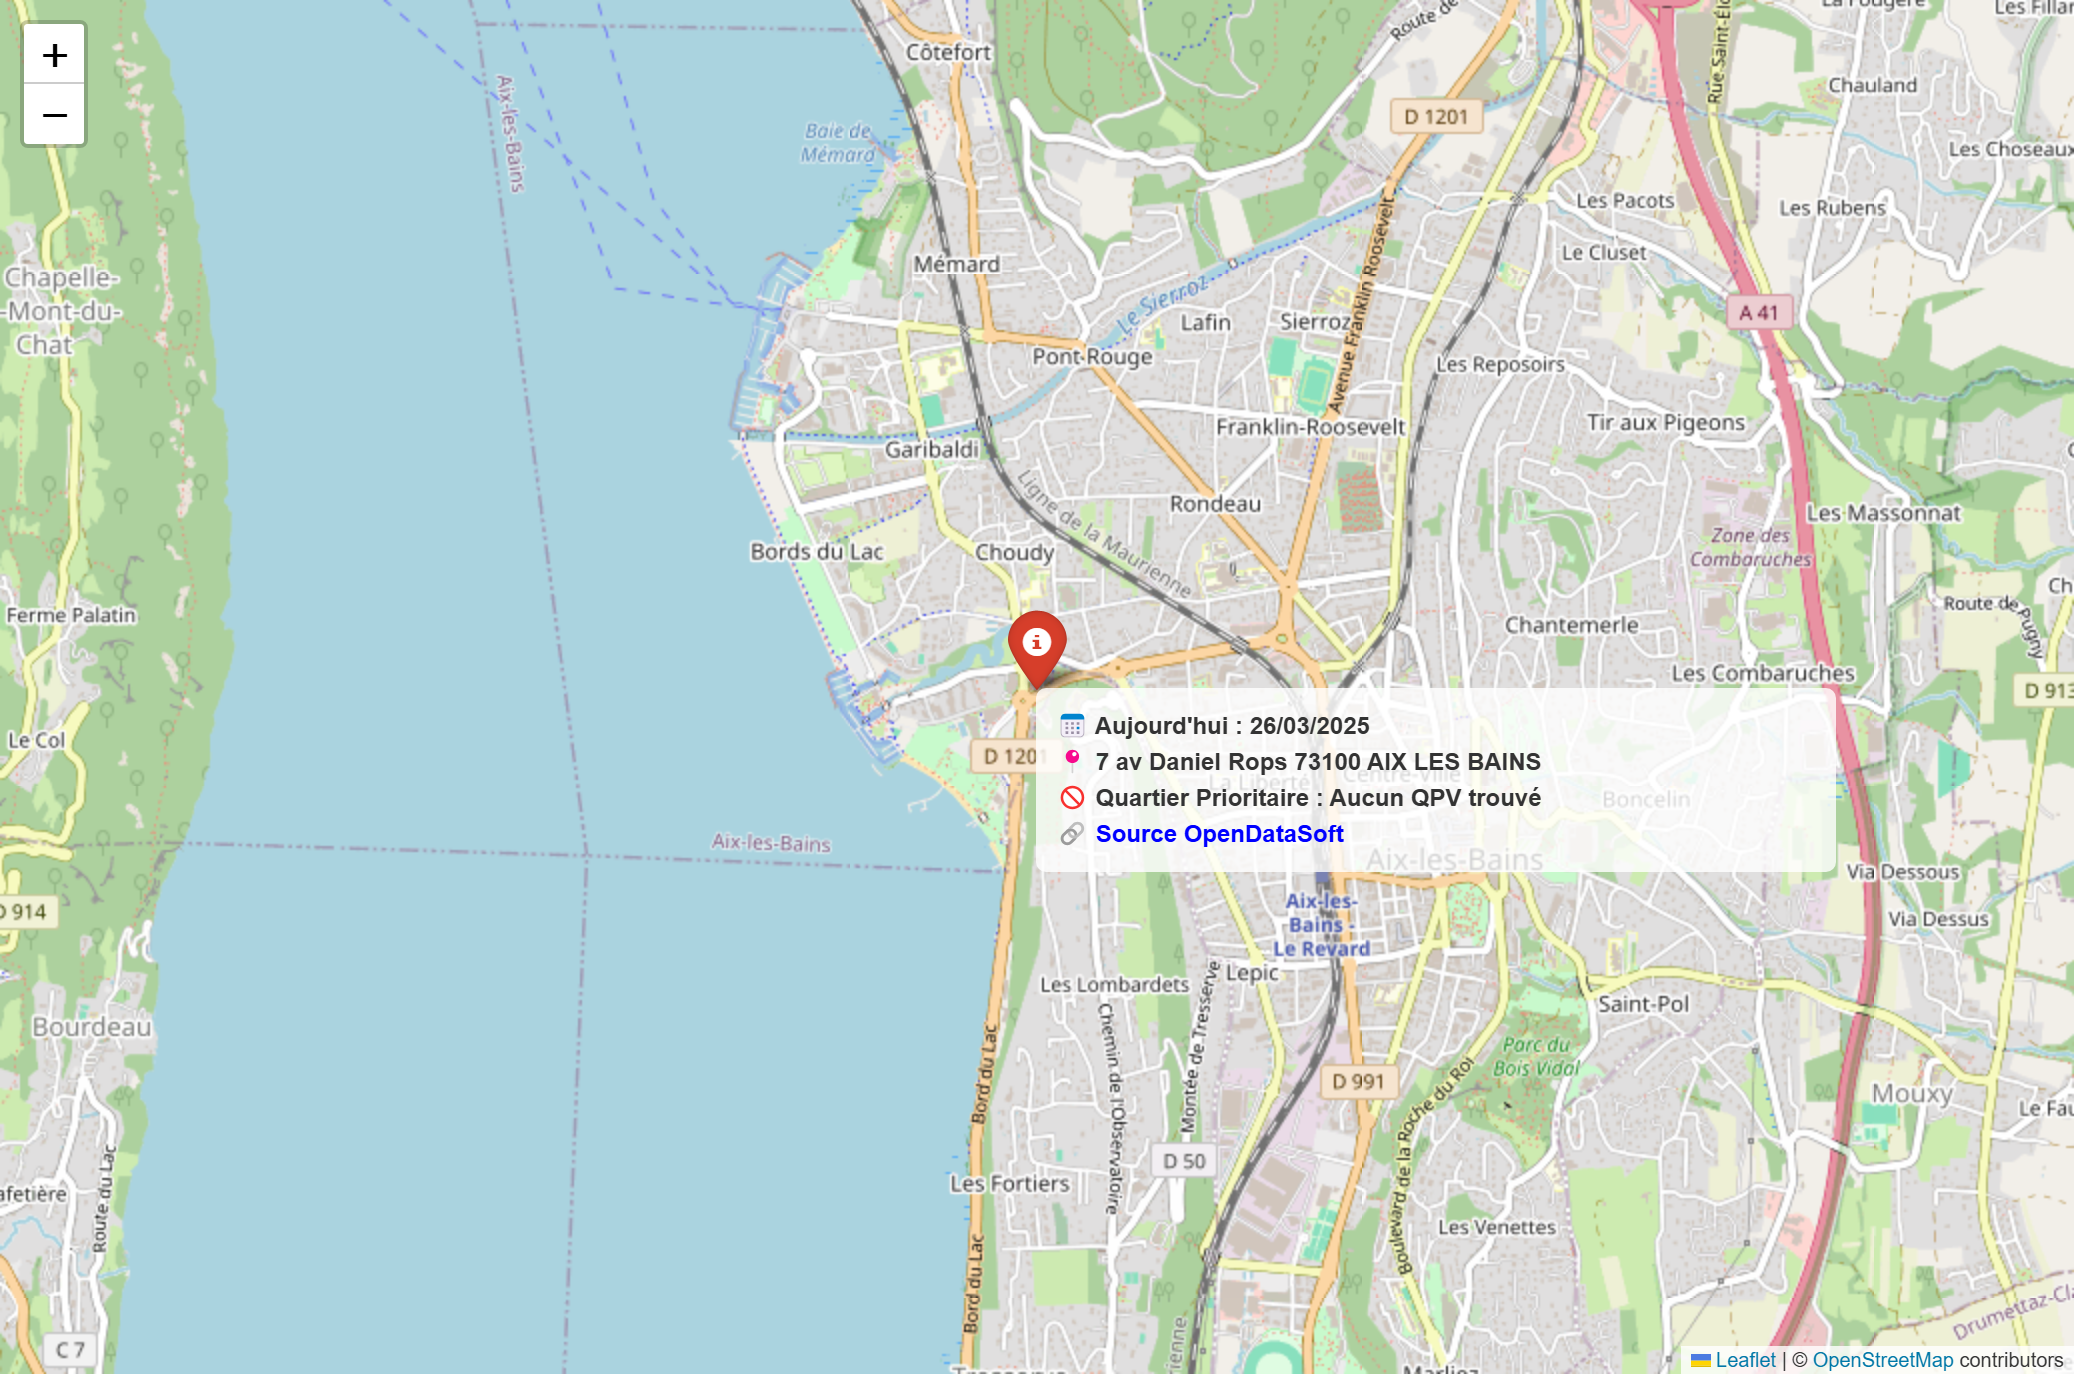 +
−
Côtefort
Route de
La Fougère
Les Fillar
Rue Saint-Élo
Chauland
Aix-les-Bains
Baie de
Mémard
D 1201
Les Choseaux
Les Pacots
Les Rubens
Le Cluset
Mémard
Chapelle-
-Mont-du-
Chat
Le Sierroz
Avenue Franklin Roosevelt
A 41
Lafin
Sierroz
Pont Rouge
Les Reposoirs
Tir aux Pigeons
Franklin-Roosevelt
Garibaldi
Ligne de la Maurienne
Rondeau
Les Massonnat
Zone des
Combaruches
Bords du Lac
Choudy
Ch
Route de Pugny
Ferme Palatin
Chantemerle
Les Combaruches
D 913
Le Col
D 1201
Aujourd'hui : 26/03/2025
7 av Daniel Rops 73100 AIX LES BAINS
Quartier Prioritaire : Aucun QPV trouvé
Source OpenDataSoft
La Liberté
Centre-Ville
Boncelin
Aix-les-Bains
Aix-les-Bains
Via Dessous
D 914
Via Dessus
Aix-les-
Bains -
Le Revard
Lepic
Les Lombardets
Saint-Pol
Bourdeau
Chemin de l'Observatoire
Montée de Tresserve
Bord du Lac
Parc du
Bois Vidal
D 991
Boulevard de la Roche du Roi
Mouxy
Le Fau
D 50
Les Fortiers
afetière
Route du Lac
Les Venettes
Bord du Lac
Drumettaz-Cla
C 7
ienne
Tresserve
Marlioz
Leaflet | © OpenStreetMap contributors